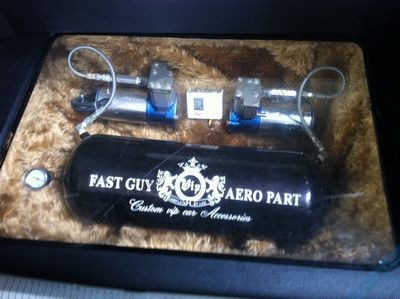 FAST GUY Vip AERO PART
Custom vip car Accessories